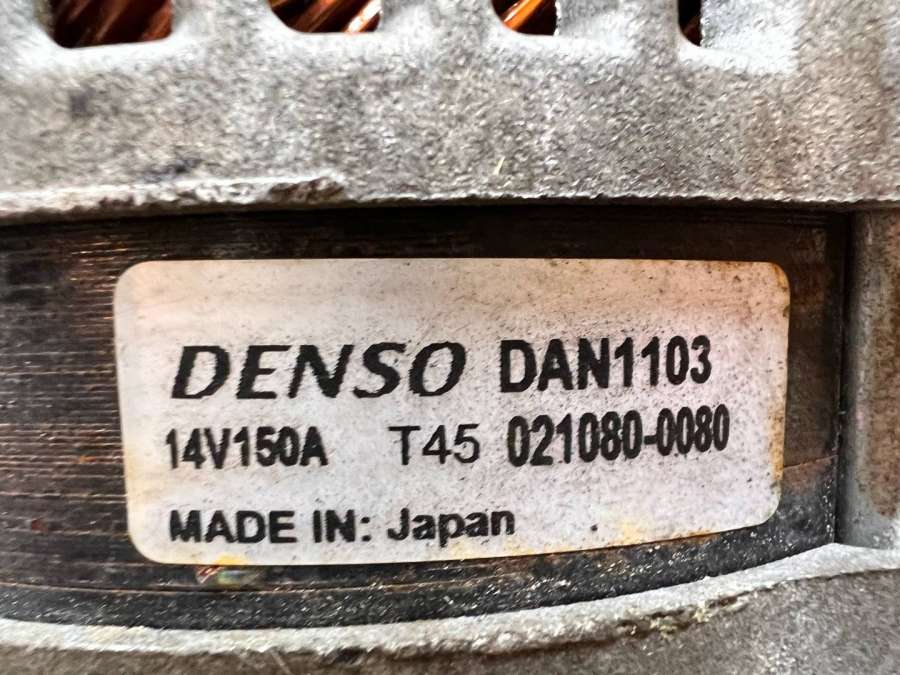 DENSO DAN1103
14V150A T45 021080-0080
MADE IN: Japan